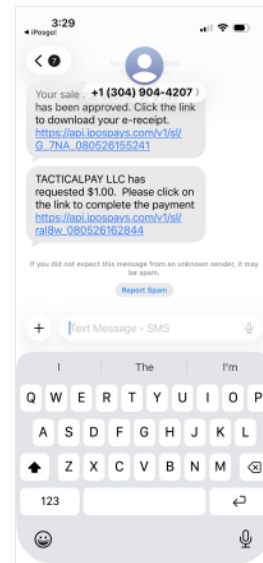 3:29
◀ iPosgo!
7
+1 (304) 904-4207 )
Your sale
has been approved. Click the link
to download your e-receipt.
https://api.ipospays.com/v1/sl/
G_7NA_080526155241
TACTICALPAY LLC has
requested $1.00. Please click on
the link to complete the payment
https://api.ipospays.com/v1/sl/
ral8w_080526162844
If you did not expect this message from an unknown sender, it may
be spam.
Report Spam
Text Message - SMS
I The I'm
Q W E R T Y U I O P
A S D F G H J K L
Z X C V B N M
123